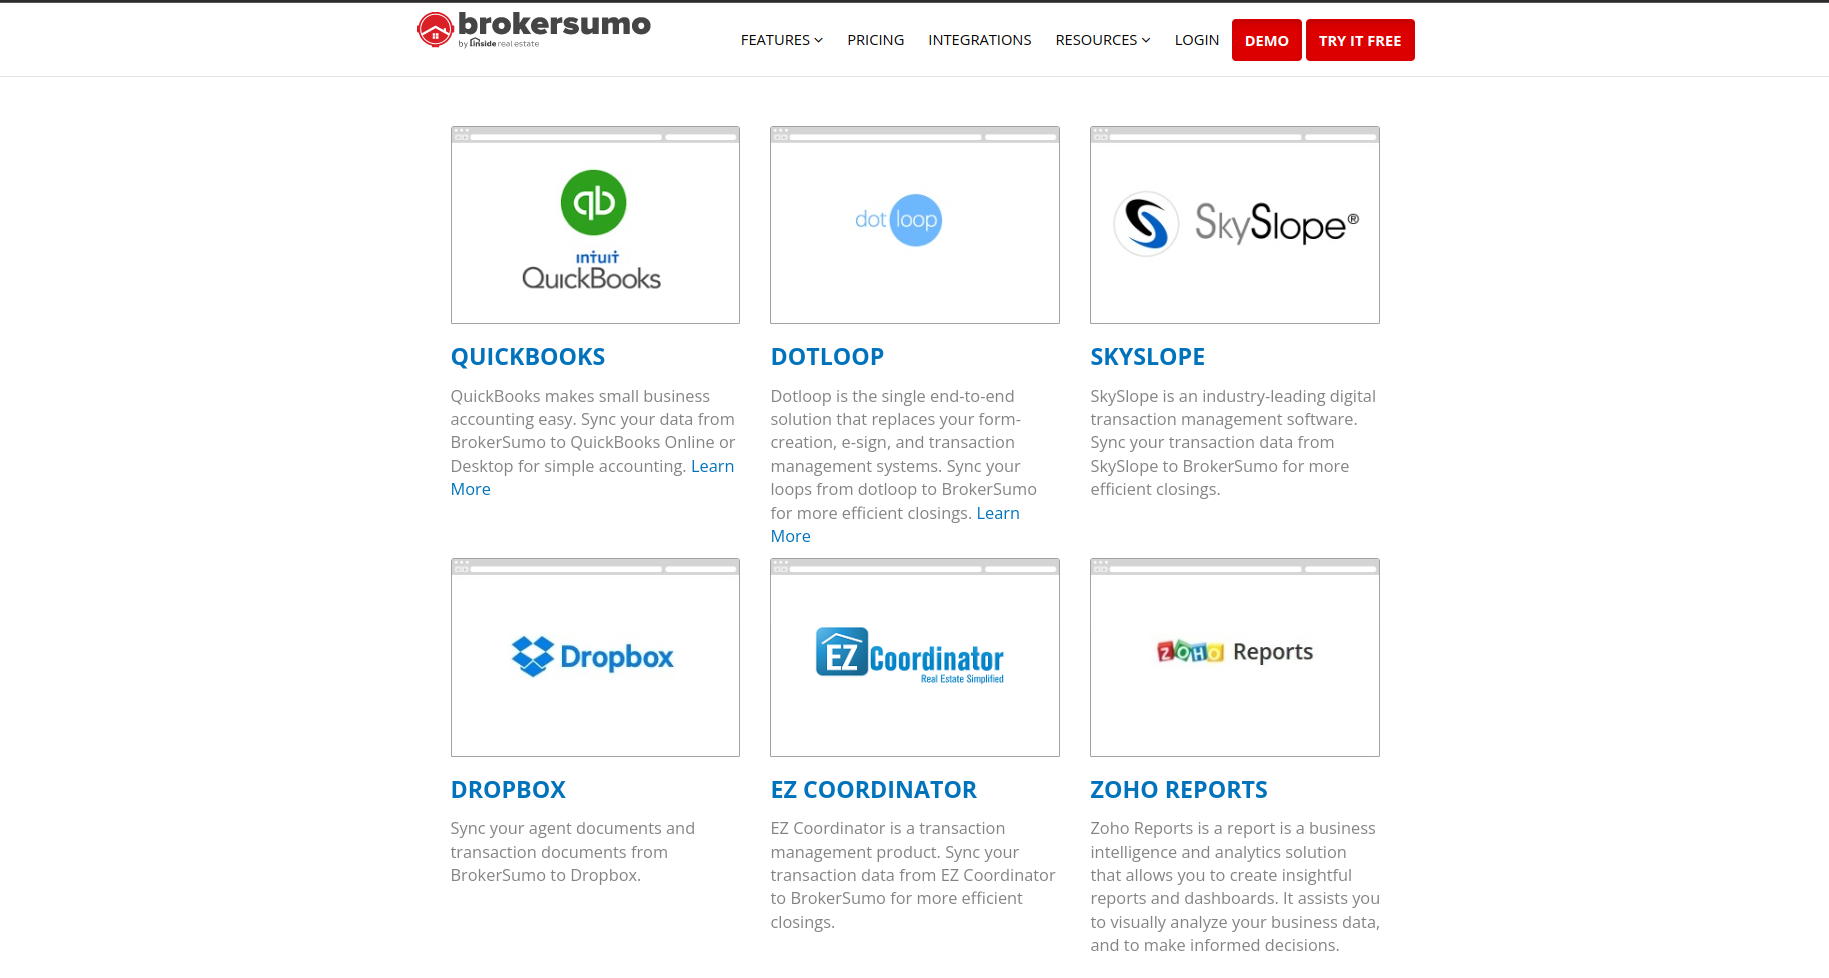 brokersumo
by inside real estate
FEATURES
PRICING
INTEGRATIONS
RESOURCES
LOGIN
DEMO
TRY IT FREE
qb
intuit
QuickBooks
QUICKBOOKS
QuickBooks makes small business
accounting easy. Sync your data from
BrokerSumo to QuickBooks Online or
Desktop for simple accounting. Learn
More
dot loop
DOTLOOP
Dotloop is the single end-to-end
solution that replaces your form-
creation, e-sign, and transaction
management systems. Sync your
loops from dotloop to BrokerSumo
for more efficient closings. Learn
More
SkySlope®
SKYSLOPE
SkySlope is an industry-leading digital
transaction management software.
Sync your transaction data from
SkySlope to BrokerSumo for more
efficient closings.
Dropbox
DROPBOX
Sync your agent documents and
transaction documents from
BrokerSumo to Dropbox.
EZ Coordinator
Real Estate Simplified
EZ COORDINATOR
EZ Coordinator is a transaction
management product. Sync your
transaction data from EZ Coordinator
to BrokerSumo for more efficient
closings.
ZOHO Reports
ZOHO REPORTS
Zoho Reports is a report is a business
intelligence and analytics solution
that allows you to create insightful
reports and dashboards. It assists you
to visually analyze your business data,
and to make informed decisions.